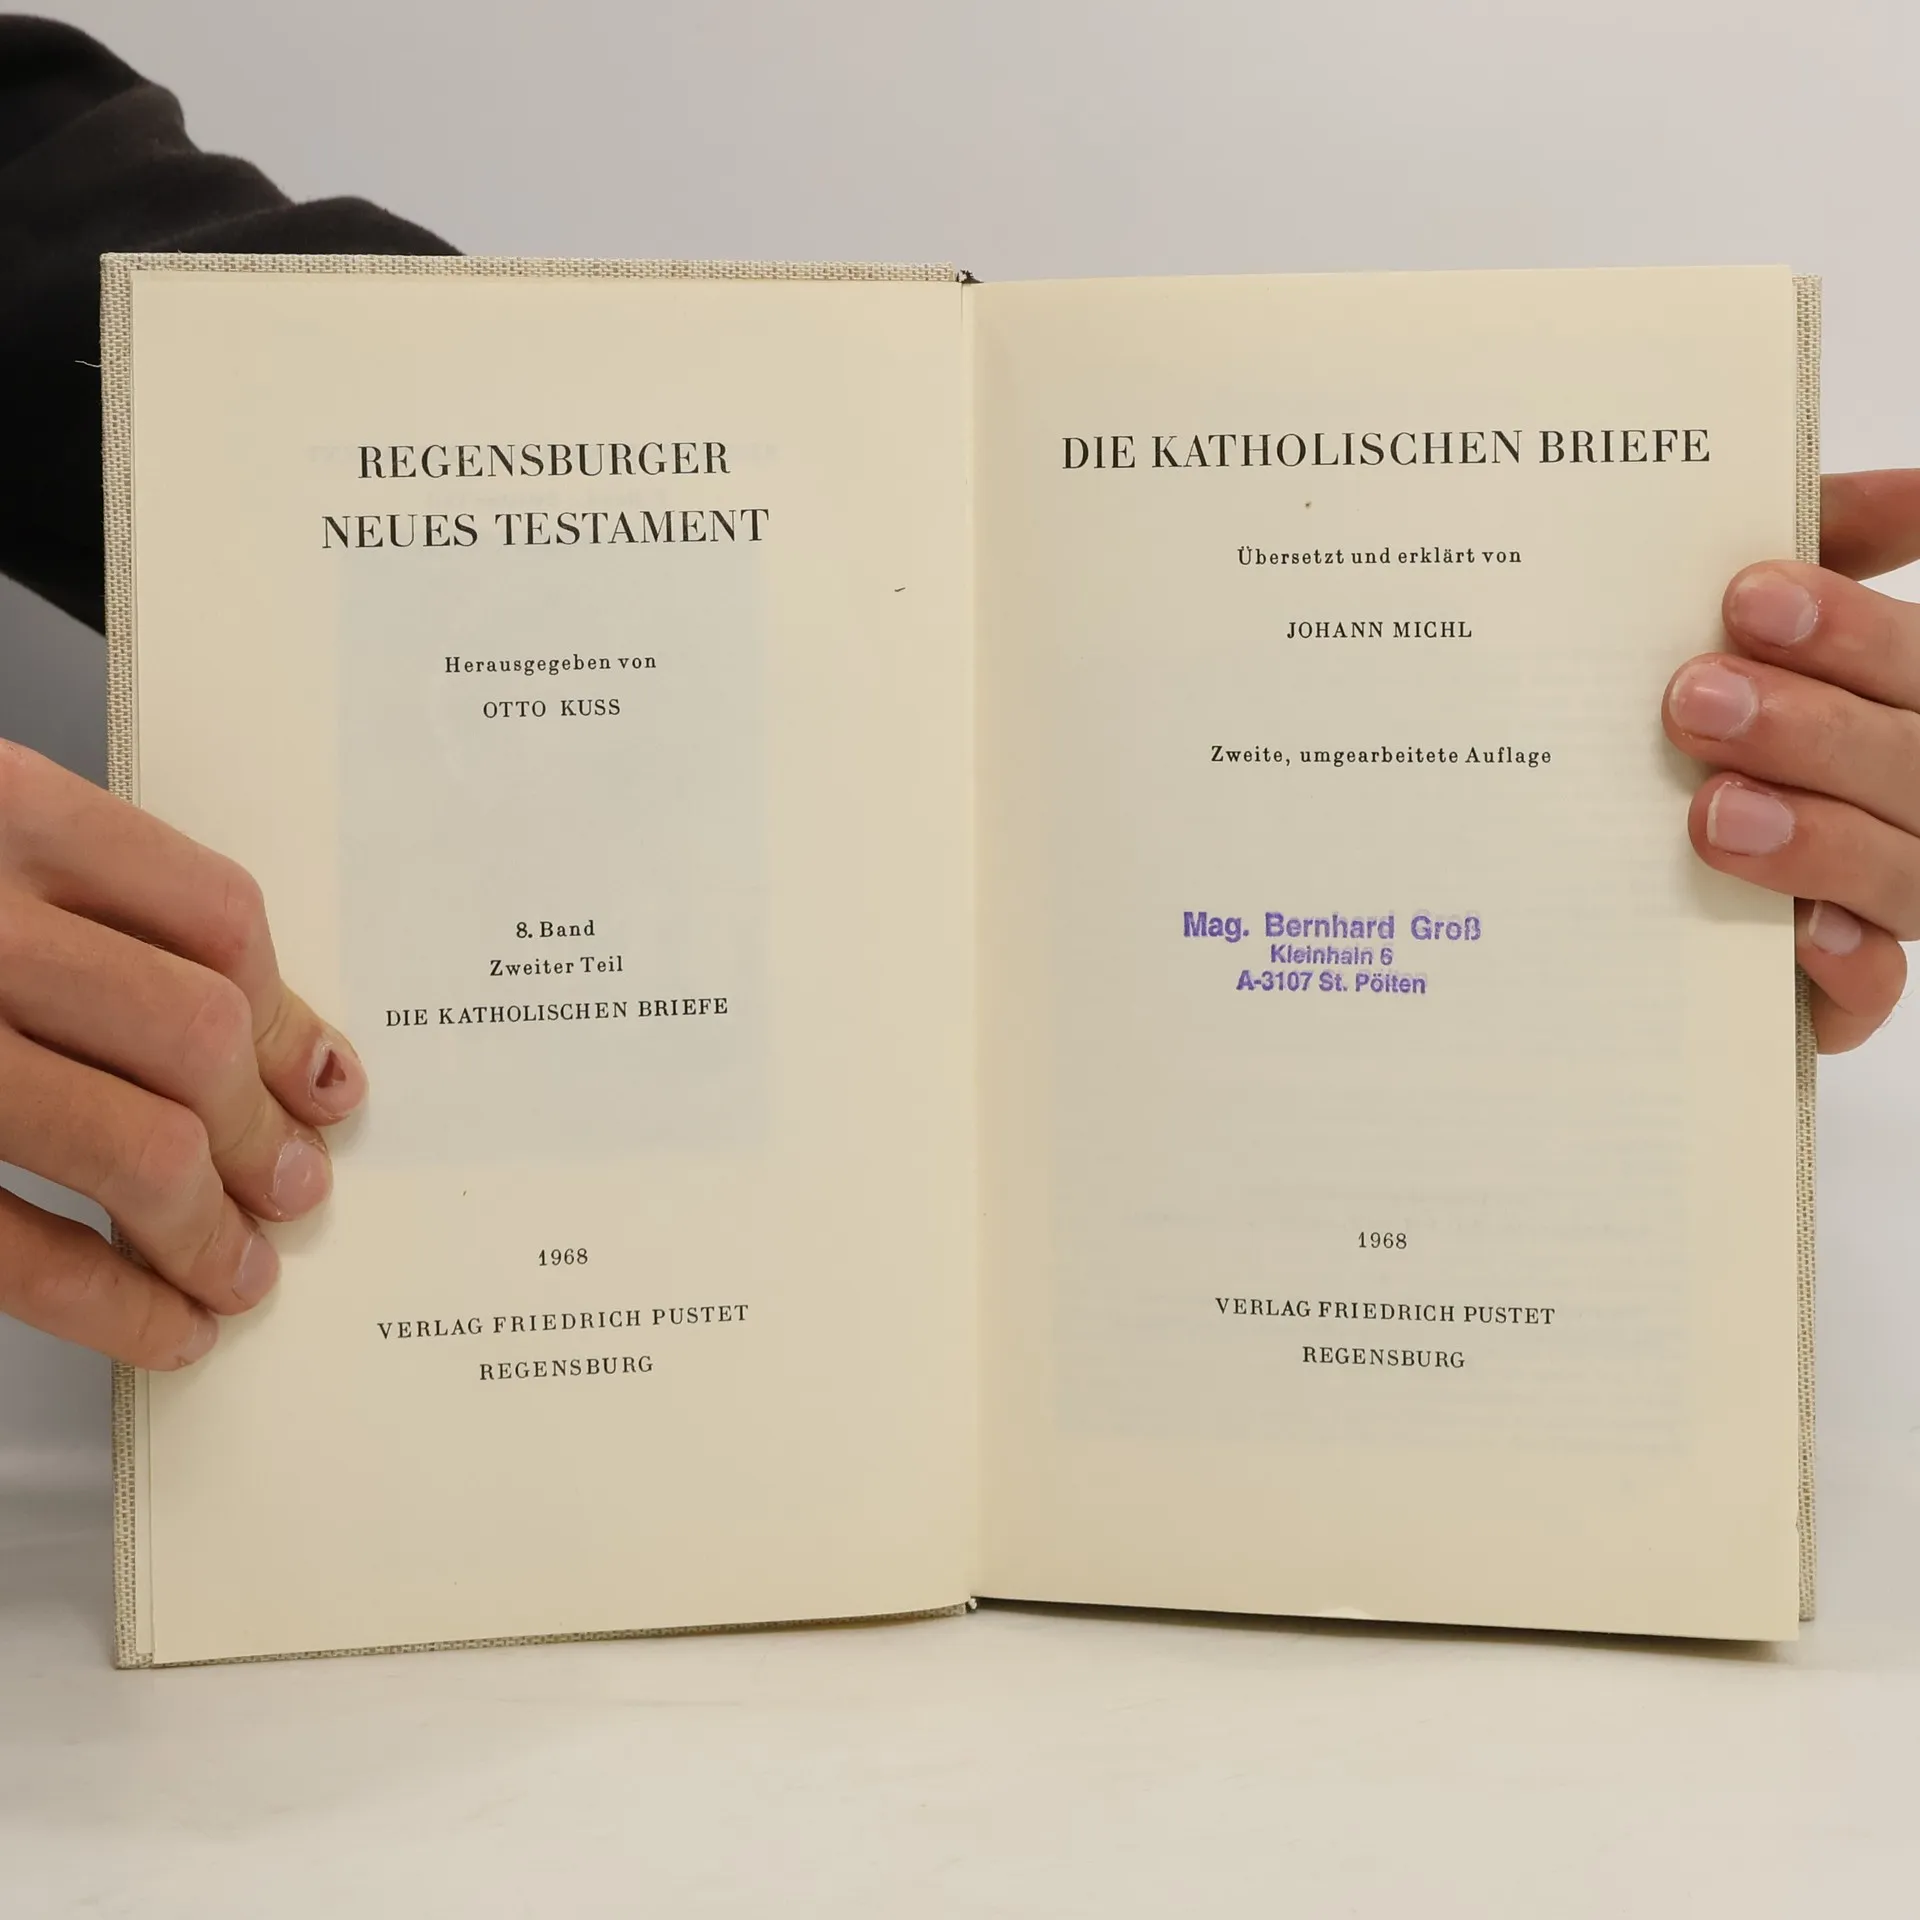 REGENSBURGER
NEUES TESTAMENT
Herausgegeben von
OTTO KUSS
8. Band
Zweiter Teil
DIE KATHOLISCHEN BRIEFE
1968
VERLAG FRIEDRICH PUSTET
REGENSBURG
DIE KATHOLISCHEN BRIEFE
Übersetzt und erklärt von
JOHANN MICHL
Zweite, umgearbeitete Auflage
Mag. Bernhard Groß
Kleinhain 6
A-3107 St. Pölten
1968
VERLAG FRIEDRICH PUSTET
REGENSBURG